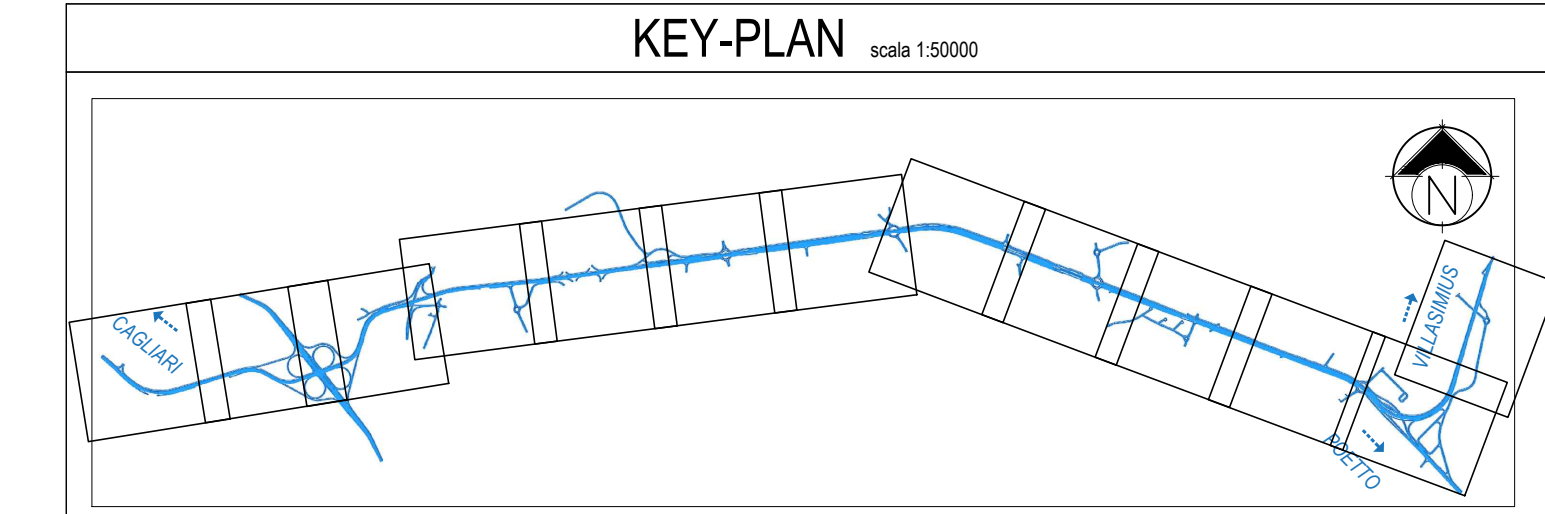 KEY-PLAN scala 1:50000
N
CAGLIARI
VILLASIMIUS
POETTO